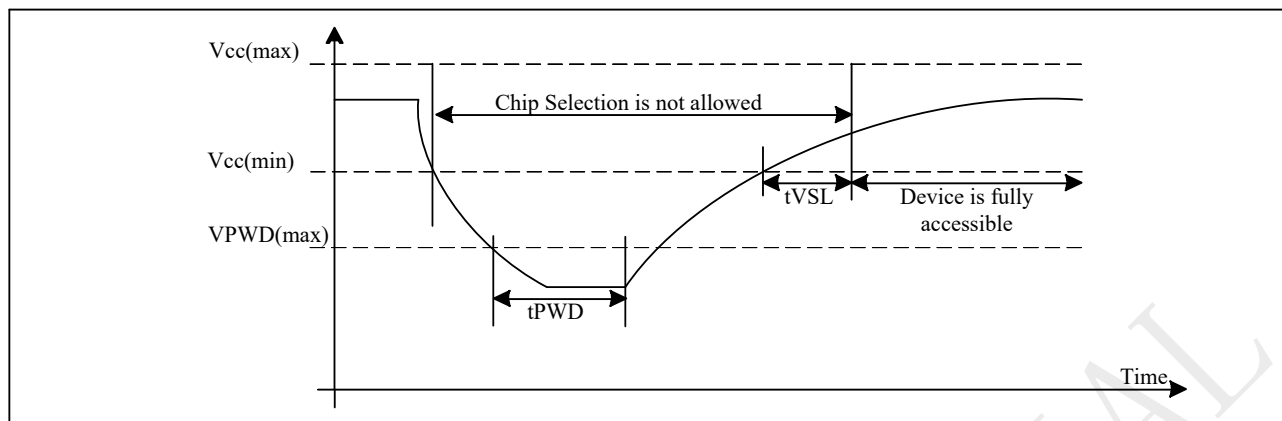 Vcc(max)
Chip Selection is not allowed
Vcc(min)
tVSL
Device is fully
accessible
VPWD(max)
tPWD
Time